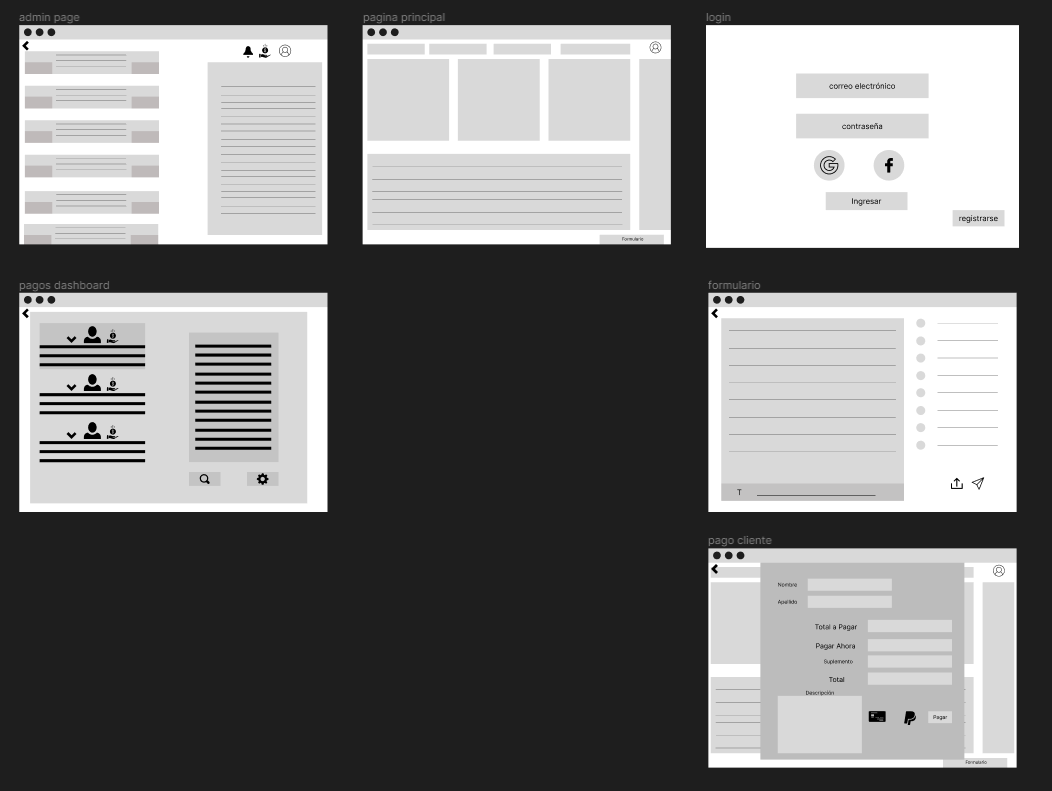 admin page
pagina principal
Formulario
login
correo electrónico
contraseña
G
f
Ingresar
registrarse
pagos dashboard
formulario
T
pago cliente
Nombre
Apellido
Total a Pagar
Pagar Ahora
Suplemento
Total
Descripción
Pagar
Formulario